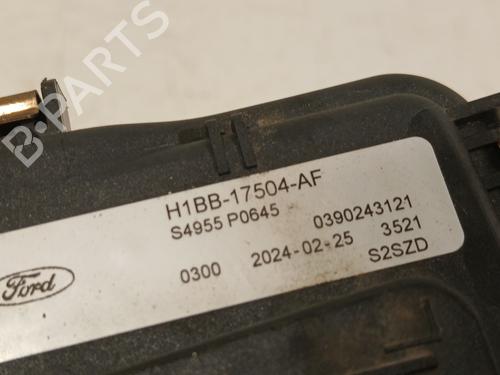 B-PARTS
H1BB-17504-AF
S4955 P0645 0390243121
0300 2024-02-25 3521
S2SZD
Ford